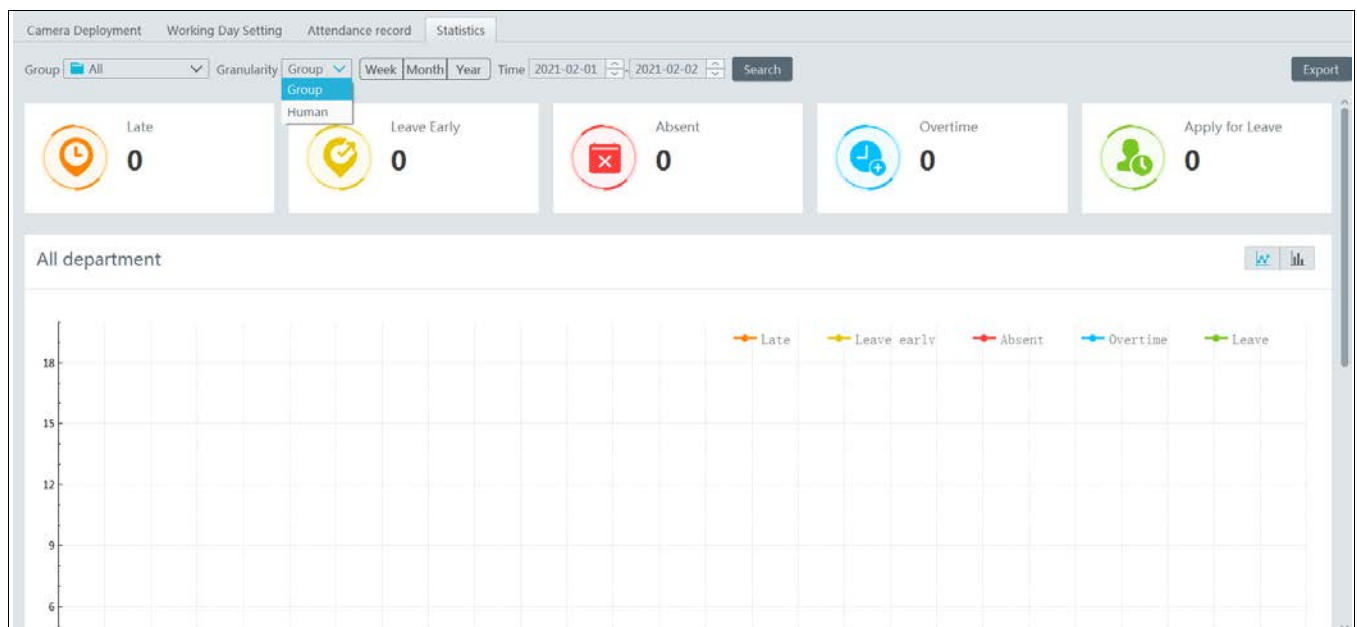 Camera Deployment Working Day Setting Attendance record Statistics
Group All Granularity Group Week Month Year Time 2021-02-01 - 2021-02-02 Search Export
Group
Human
Late Leave Early Absent Overtime Apply for Leave
0 0 0 0 0
All department
Late Leave early Absent Overtime Leave
18
15
12
9
6